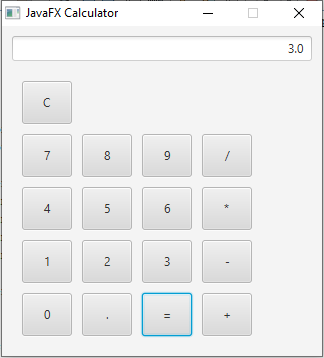 JavaFX Calculator
3.0
C
7 8 9 /
4 5 6 *
1 2 3 -
0 . = +